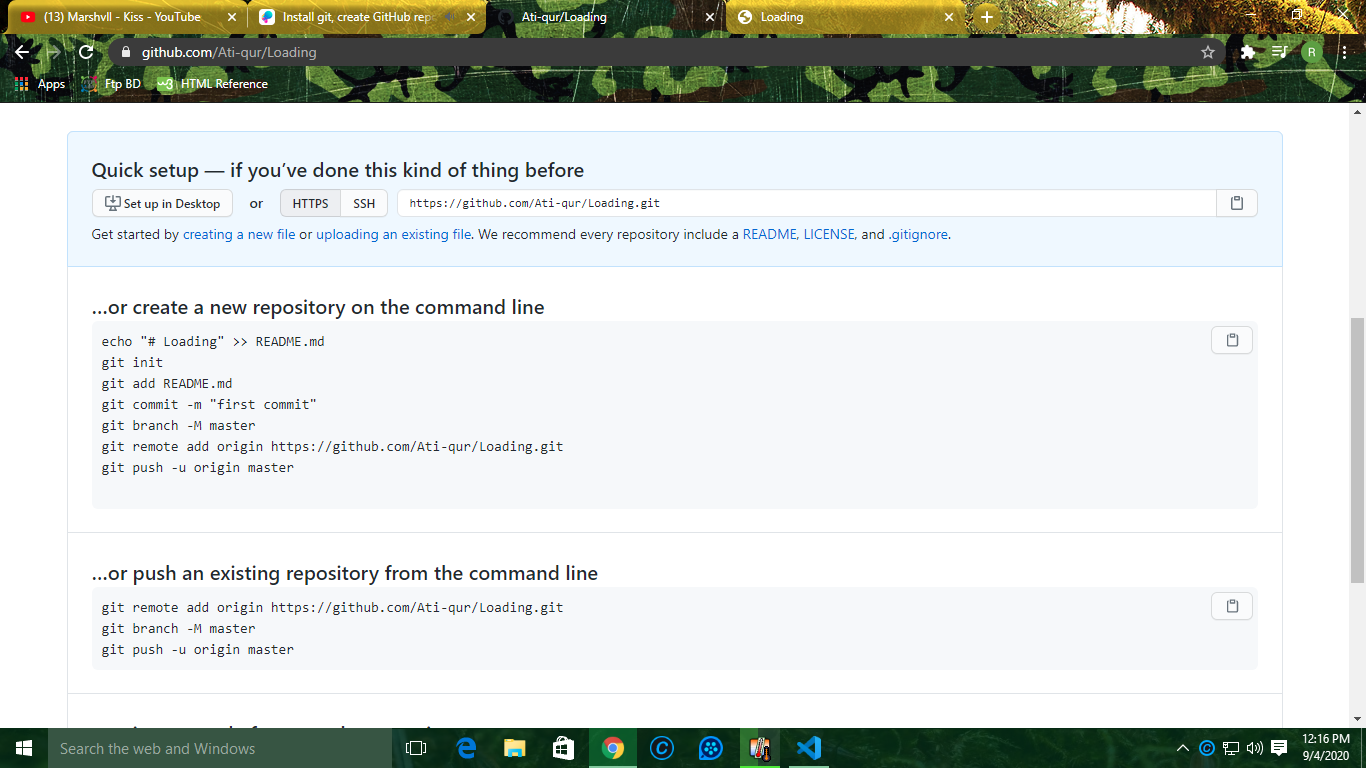 (13) Marshvll - Kiss - YouTube
Install git, create GitHub rep
Ati-qur/Loading
Loading
github.com/Ati-qur/Loading
R
Apps
Ftp BD
w3
HTML Reference
Quick setup — if you've done this kind of thing before
Set up in Desktop
or
HTTPS
SSH
https://github.com/Ati-qur/Loading.git
Get started by creating a new file or uploading an existing file. We recommend every repository include a README, LICENSE, and .gitignore.
…or create a new repository on the command line
echo "# Loading" >> README.md
git init
git add README.md
git commit -m "first commit"
git branch -M master
git remote add origin https://github.com/Ati-qur/Loading.git
git push -u origin master
…or push an existing repository from the command line
git remote add origin https://github.com/Ati-qur/Loading.git
git branch -M master
git push -u origin master
Search the web and Windows
12:16 PM
9/4/2020